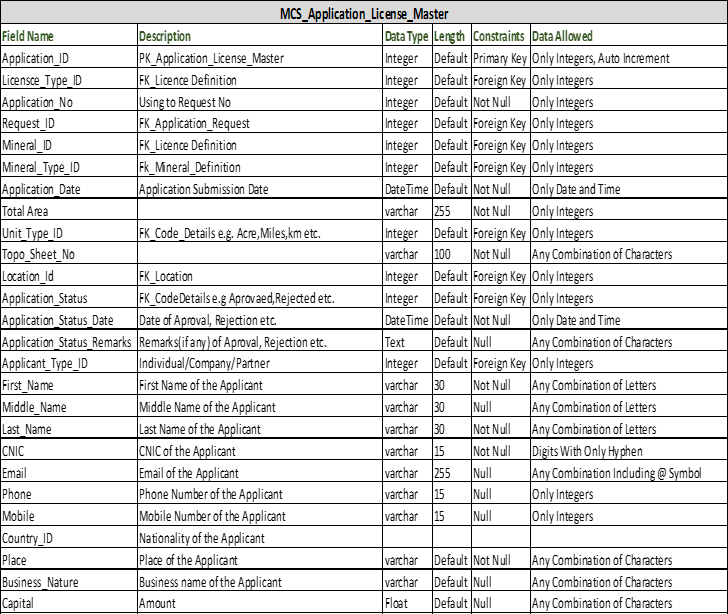 MCS_Application_License_Master
Field Name Description Data Type Length Constraints Data Allowed
Application_ID PK_Application_License_Master Integer Default Primary Key Only Integers, Auto Increment
Licensce_Type_ID FK_Licence Definition Integer Default Foreign Key Only Integers
Application_No Using to Request No Integer Default Not Null Only Integers
Request_ID FK_Application_Request Integer Default Foreign Key Only Integers
Mineral_ID FK_Licence Definition Integer Default Foreign Key Only Integers
Mineral_Type_ID Fk_Mineral_Definition Integer Default Foreign Key Only Integers
Application_Date Application Submission Date DateTime Default Not Null Only Date and Time
Total Area varchar 255 Not Null Only Integers
Unit_Type_ID FK_Code_Details e.g. Acre,Miles,km etc. Integer Default Foreign Key Only Integers
Topo_Sheet_No varchar 100 Not Null Any Combination of Characters
Location_Id FK_Location Integer Default Foreign Key Only Integers
Application_Status FK_CodeDetails e.g Aprovaed,Rejected etc. Integer Default Foreign Key Only Integers
Application_Status_Date Date of Aproval, Rejection etc. DateTime Default Not Null Only Date and Time
Application_Status_Remarks Remarks(if any) of Aproval, Rejection etc. Text Default Null Any Combination of Characters
Applicant_Type_ID Individual/Company/Partner Integer Default Foreign Key Only Integers
First_Name First Name of the Applicant varchar 30 Not Null Any Combination of Letters
Middle_Name Middle Name of the Applicant varchar 30 Null Any Combination of Letters
Last_Name Last Name of the Applicant varchar 30 Not Null Any Combination of Letters
CNIC CNIC of the Applicant varchar 15 Not Null Digits With Only Hyphen
Email Email of the Applicant varchar 255 Null Any Combination Including @ Symbol
Phone Phone Number of the Applicant varchar 15 Null Only Integers
Mobile Mobile Number of the Applicant varchar 15 Null Only Integers
Country_ID Nationality of the Applicant
Place Place of the Applicant varchar Default Not Null Any Combination of Characters
Business_Nature Business name of the Applicant varchar Default Null Any Combination of Characters
Capital Amount Float Default Null Any Combination of Characters